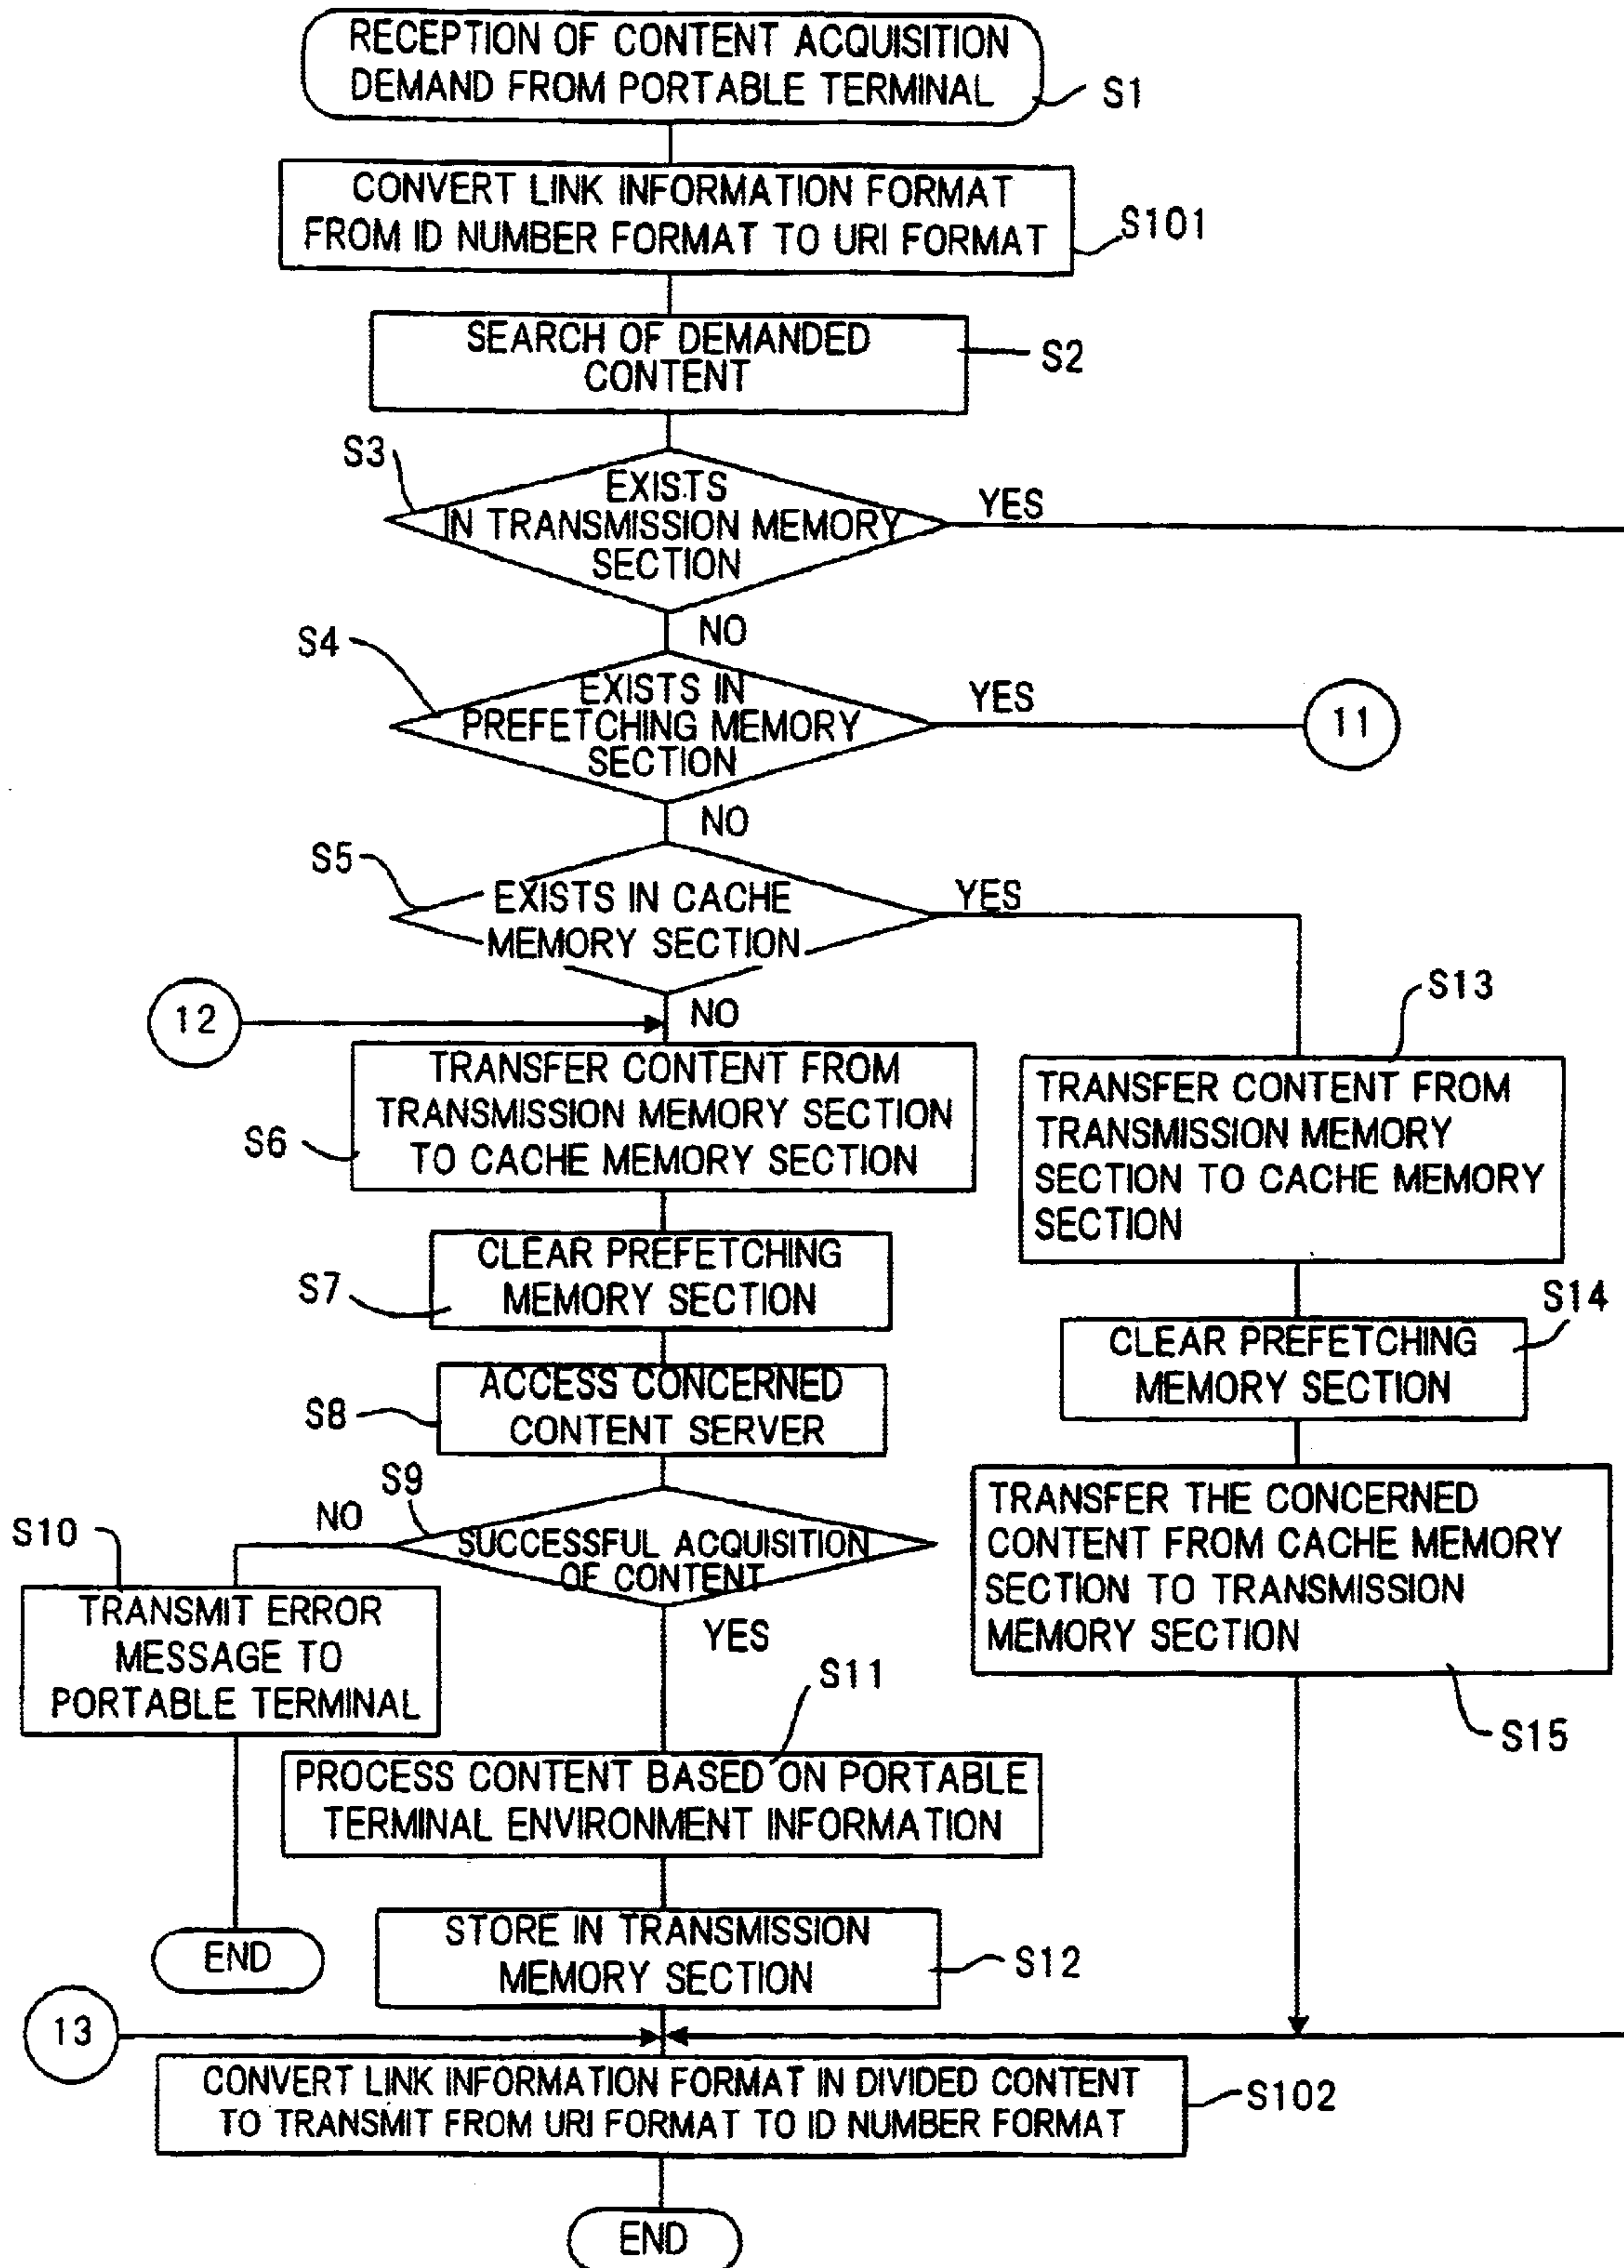 RECEPTION OF CONTENT ACQUISITION
DEMAND FROM PORTABLE TERMINAL
S1
CONVERT LINK INFORMATION FORMAT
FROM ID NUMBER FORMAT TO URI FORMAT
S101
SEARCH OF DEMANDED
CONTENT
S2
S3
EXISTS
IN TRANSMISSION MEMORY
SECTION
YES
NO
S4
EXISTS IN
PREFETCHING MEMORY
SECTION
YES
11
NO
S5
EXISTS IN CACHE
MEMORY SECTION
YES
NO
12
TRANSFER CONTENT FROM
TRANSMISSION MEMORY SECTION
TO CACHE MEMORY SECTION
S6
S13
TRANSFER CONTENT FROM
TRANSMISSION MEMORY
SECTION TO CACHE MEMORY
SECTION
CLEAR PREFETCHING
MEMORY SECTION
S7
S14
CLEAR PREFETCHING
MEMORY SECTION
ACCESS CONCERNED
CONTENT SERVER
S8
S9
SUCCESSFUL ACQUISITION
OF CONTENT
NO
YES
S10
TRANSMIT ERROR
MESSAGE TO
PORTABLE TERMINAL
END
TRANSFER THE CONCERNED
CONTENT FROM CACHE MEMORY
SECTION TO TRANSMISSION
MEMORY SECTION
S15
S11
PROCESS CONTENT BASED ON PORTABLE
TERMINAL ENVIRONMENT INFORMATION
STORE IN TRANSMISSION
MEMORY SECTION
S12
13
CONVERT LINK INFORMATION FORMAT IN DIVIDED CONTENT
TO TRANSMIT FROM URI FORMAT TO ID NUMBER FORMAT
S102
END